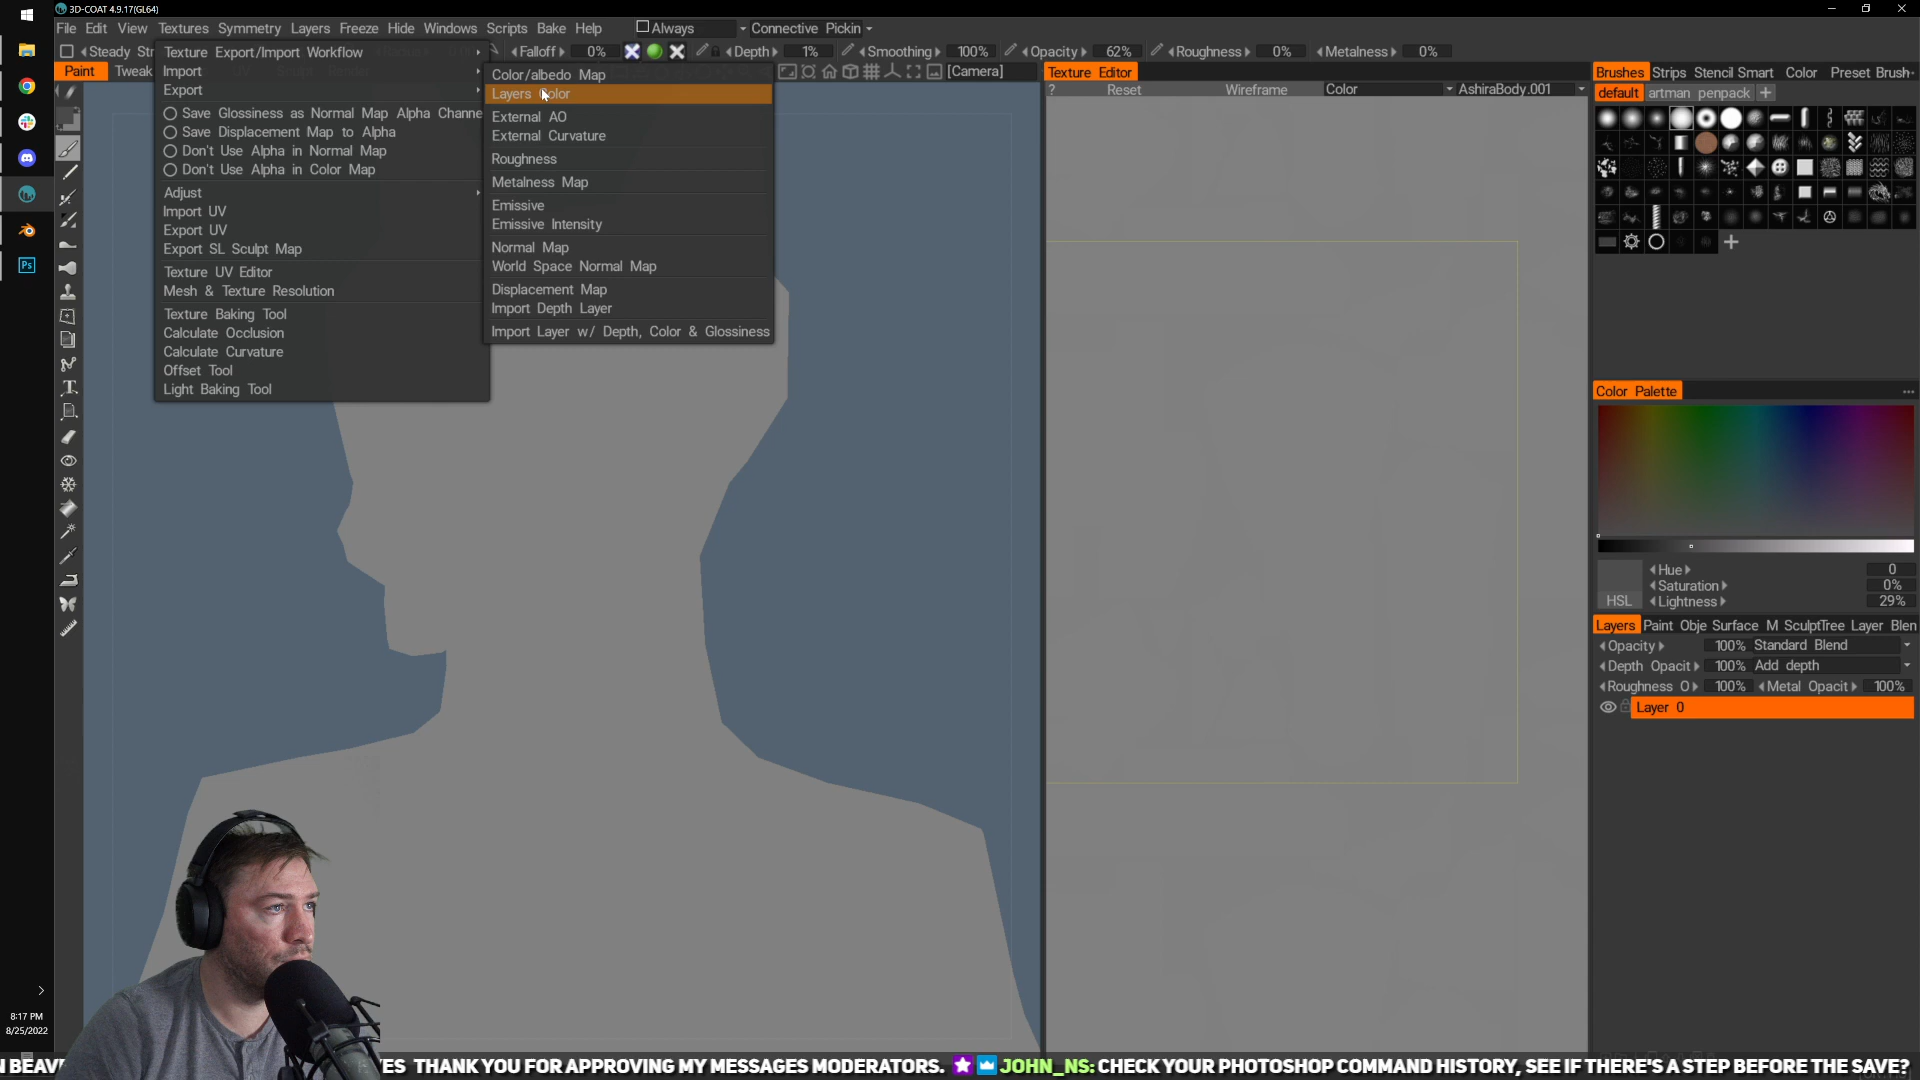 3D-COAT 4.9.17(GL64)
File Edit View Textures Symmetry Layers Freeze Hide Windows Scripts Bake Help Always Connective Pickin
Steady Str Falloff 0% Depth 1% Smoothing 100% Opacity 62% Roughness 0% Metalness 0%
Paint Tweak [Camera]
Texture Export/Import Workflow
Import
Export
Save Glossiness as Normal Map Alpha Channe
Save Displacement Map to Alpha
Don't Use Alpha in Normal Map
Don't Use Alpha in Color Map
Adjust
Import UV
Export UV
Export SL Sculpt Map
Texture UV Editor
Mesh & Texture Resolution
Texture Baking Tool
Calculate Occlusion
Calculate Curvature
Offset Tool
Light Baking Tool
Color/albedo Map
Layers Color
External AO
External Curvature
Roughness
Metalness Map
Emissive
Emissive Intensity
Normal Map
World Space Normal Map
Displacement Map
Import Depth Layer
Import Layer w/ Depth, Color & Glossiness
Texture Editor
? Reset Wireframe Color AshiraBody.001
Brushes Strips Stencil Smart Color Preset Brush
default artman penpack +
Color Palette
Hue 0
Saturation 0%
HSL Lightness 29%
Layers Paint Obje Surface M SculptTree Layer Blen
Opacity 100% Standard Blend
Depth Opacit 100% Add depth
Roughness O 100% Metal Opacit 100%
Layer 0
Ps
8:17 PM
8/25/2022
N BEAV YES THANK YOU FOR APPROVING MY MESSAGES MODERATORS. JOHN_NS: CHECK YOUR PHOTOSHOP COMMAND HISTORY, SEE IF THERE'S A STEP BEFORE THE SAVE?